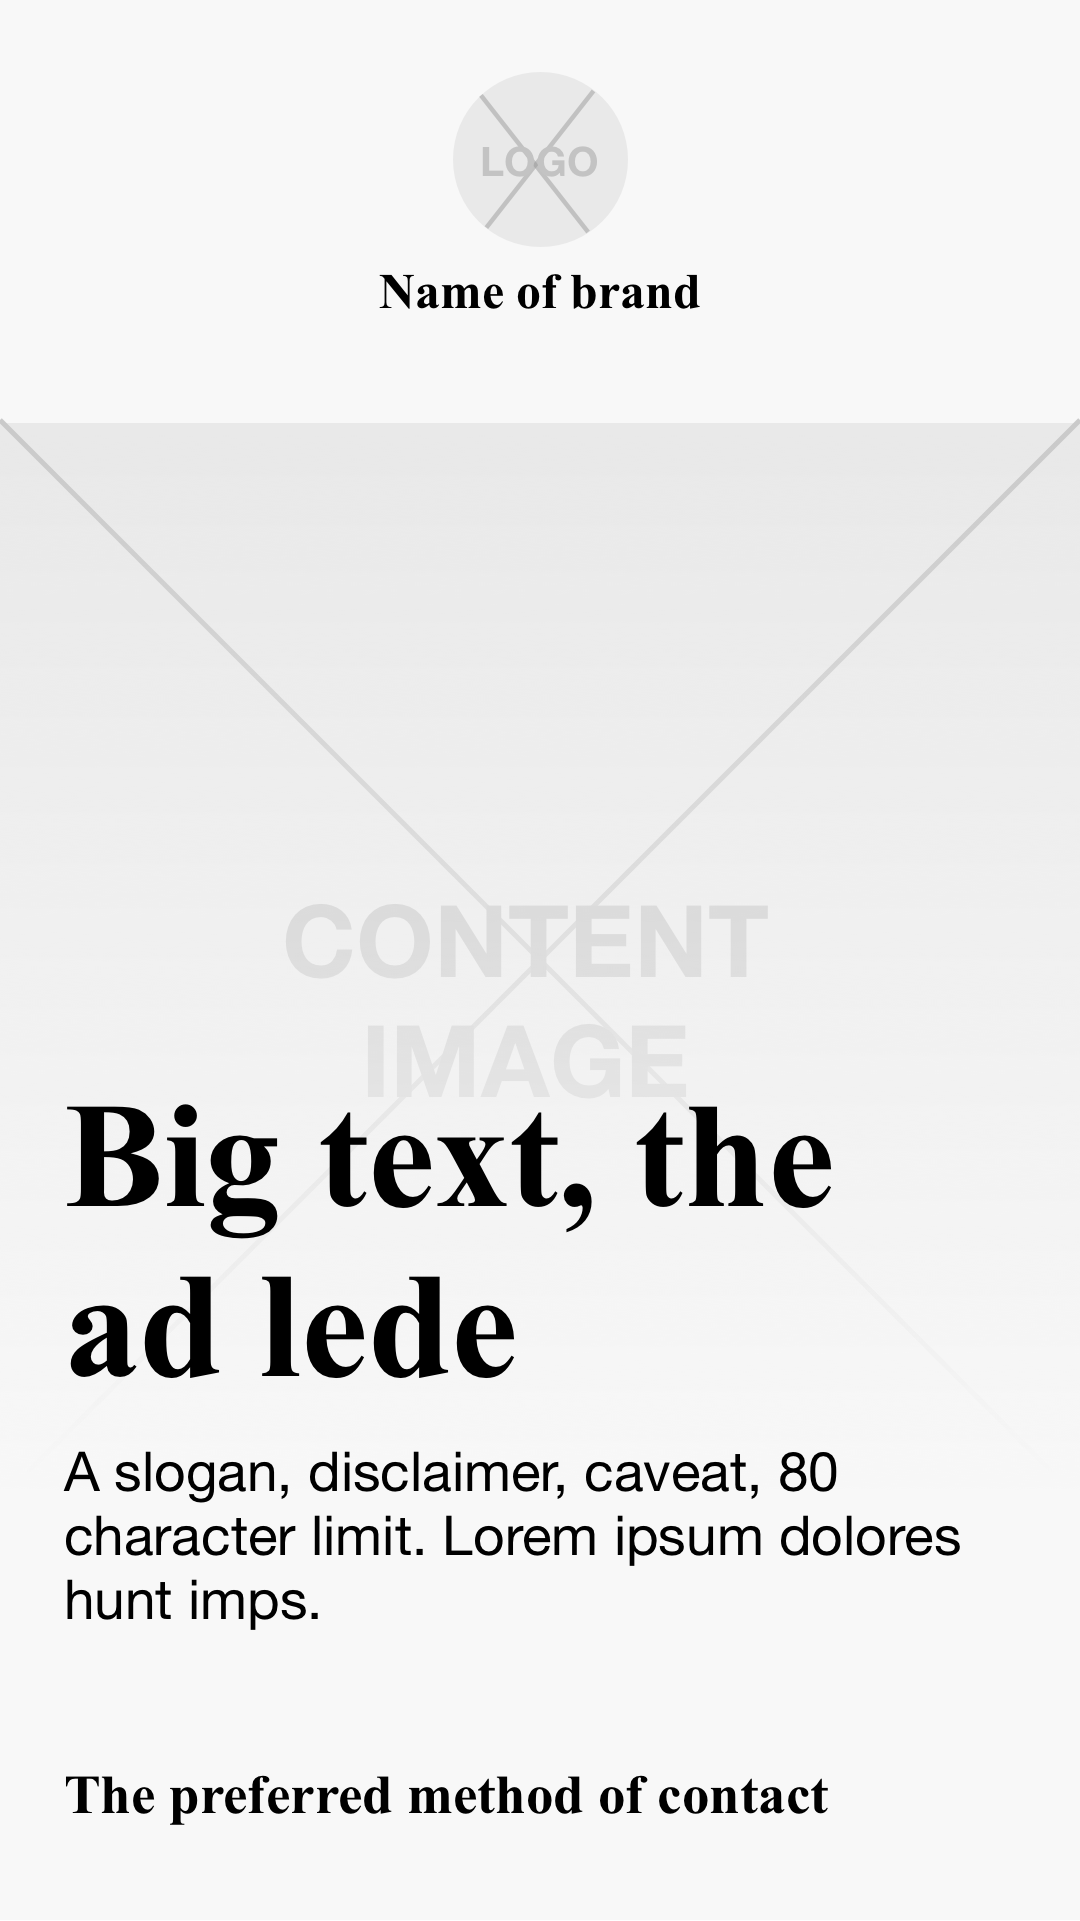 LOGO
Name of brand
CONTENT
IMAGE
Big text, the
ad lede
A slogan, disclaimer, caveat, 80
character limit. Lorem ipsum dolores
hunt imps.
The preferred method of contact